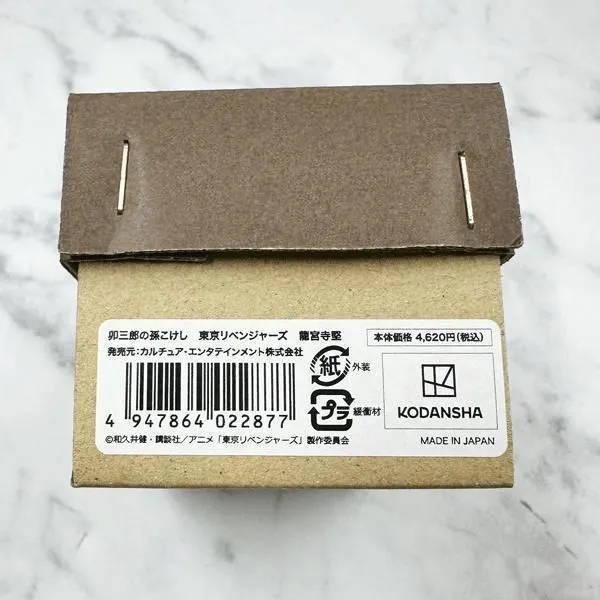 卯三郎の孫こけし 東京リベンジャーズ 龍宮寺堅
本体価格 4,620円(税込)
発売元:カルチュア・エンタテインメント株式会社
紙 外装
プラ 緩衝材
KODANSHA
4 947864 022877
©和久井健・講談社/アニメ「東京リベンジャーズ」製作委員会
MADE IN JAPAN